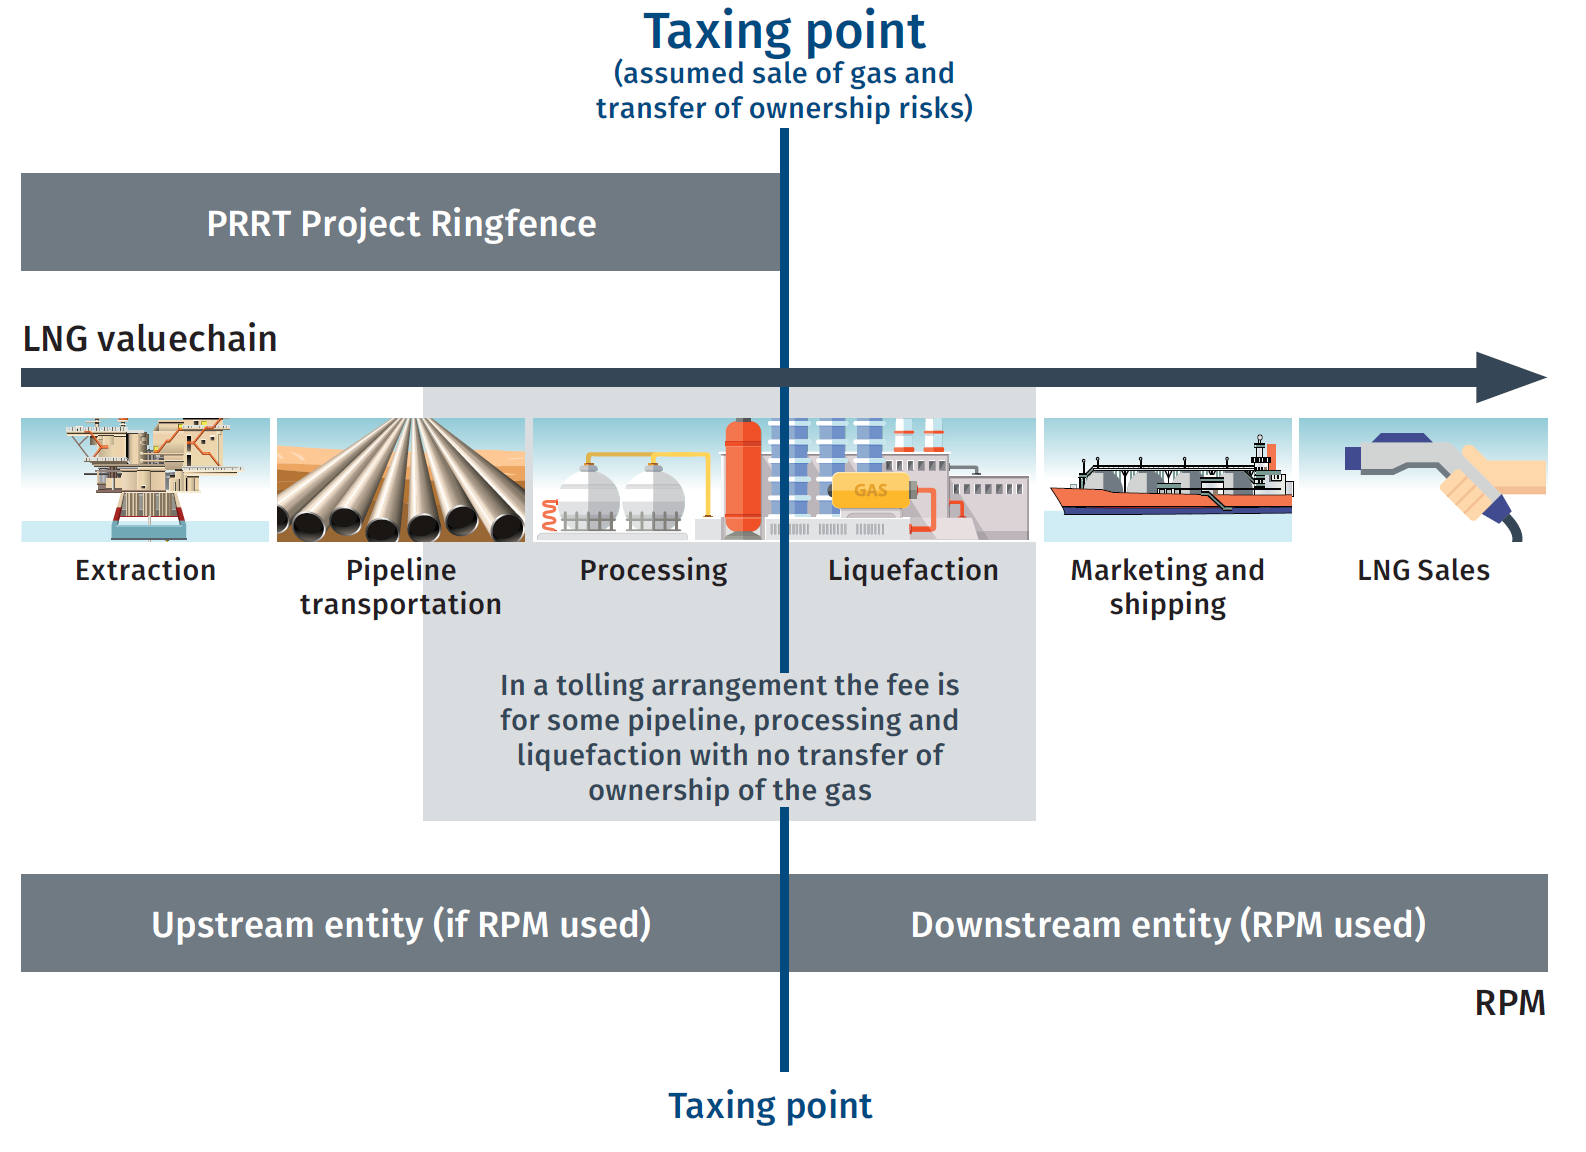 Taxing point
(assumed sale of gas and
transfer of ownership risks)
PRRT Project Ringfence
LNG valuechain
GAS
Extraction
Pipeline
transportation
Processing
Liquefaction
Marketing and
shipping
LNG Sales
In a tolling arrangement the fee is
for some pipeline, processing and
liquefaction with no transfer of
ownership of the gas
Upstream entity (if RPM used)
Downstream entity (RPM used)
RPM
Taxing point